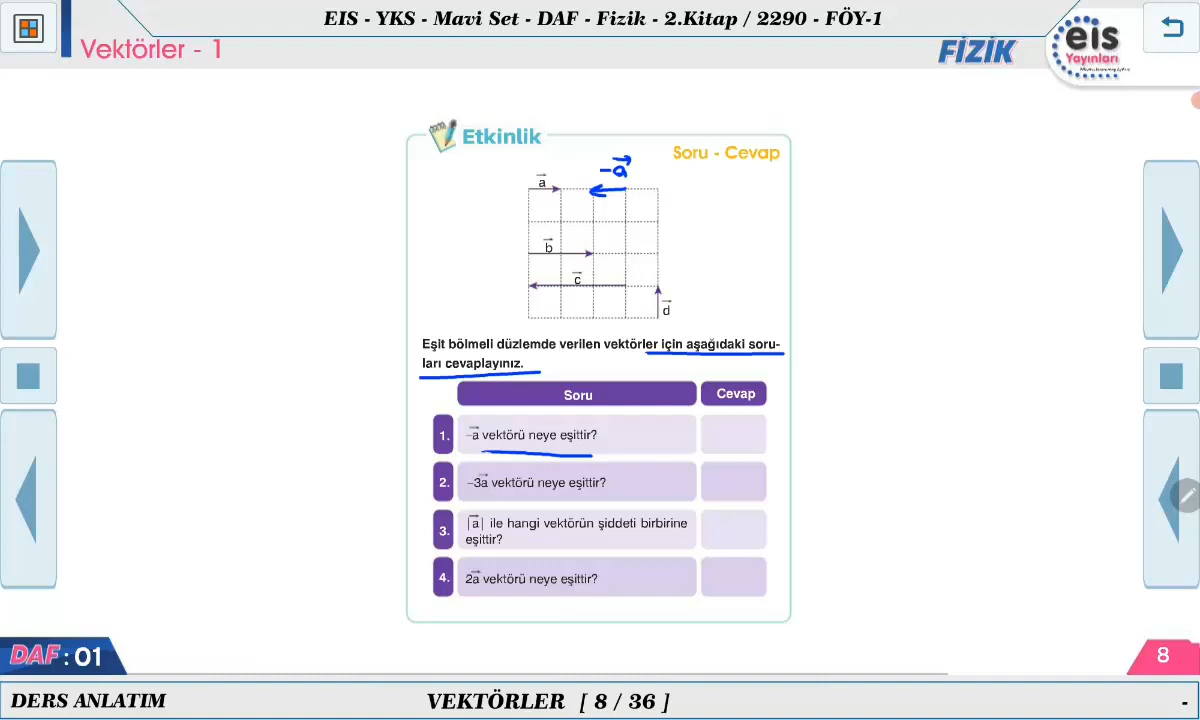 EIS - YKS - Mavi Set - DAF - Fizik - 2.Kitap / 2290 - FÖY-1
Vektörler - 1
FİZİK
eis
Yayınları
Etkinlik
Soru - Cevap
-a
a
b
c
d
Eşit bölmeli düzlemde verilen vektörler için aşağıdaki soru-
ları cevaplayınız.
Soru
Cevap
1. –a vektörü neye eşittir?
2. –3a vektörü neye eşittir?
3. |a| ile hangi vektörün şiddeti birbirine
eşittir?
4. 2a vektörü neye eşittir?
DAF : 01
8
DERS ANLATIM
VEKTÖRLER [ 8 / 36 ]
-